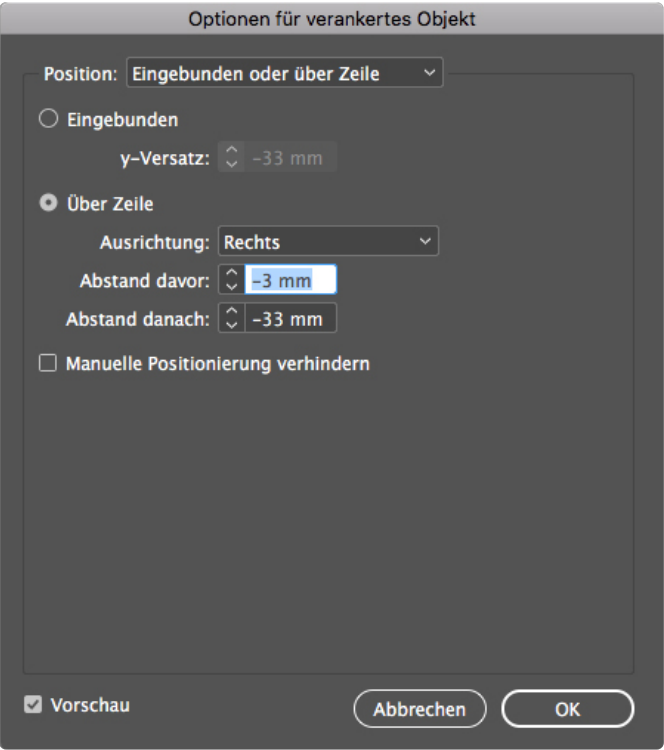 Optionen für verankertes Objekt
Position: Eingebunden oder über Zeile
Eingebunden
y-Versatz: -33 mm
Über Zeile
Ausrichtung: Rechts
Abstand davor: -3 mm
Abstand danach: -33 mm
Manuelle Positionierung verhindern
Vorschau Abbrechen OK